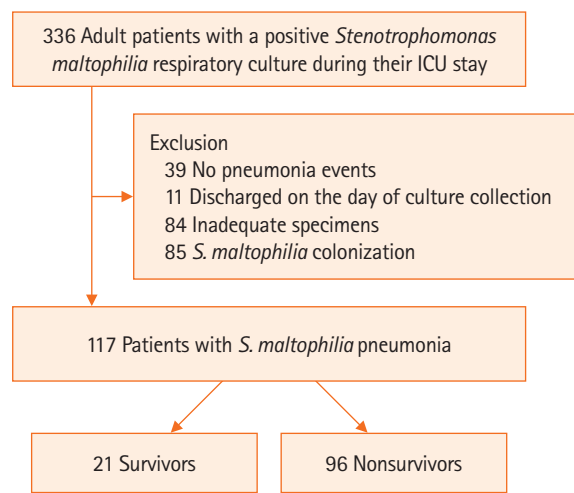 336 Adult patients with a positive Stenotrophomonas
maltophilia respiratory culture during their ICU stay
Exclusion
39 No pneumonia events
11 Discharged on the day of culture collection
84 Inadequate specimens
85 S. maltophilia colonization
117 Patients with S. maltophilia pneumonia
21 Survivors
96 Nonsurvivors